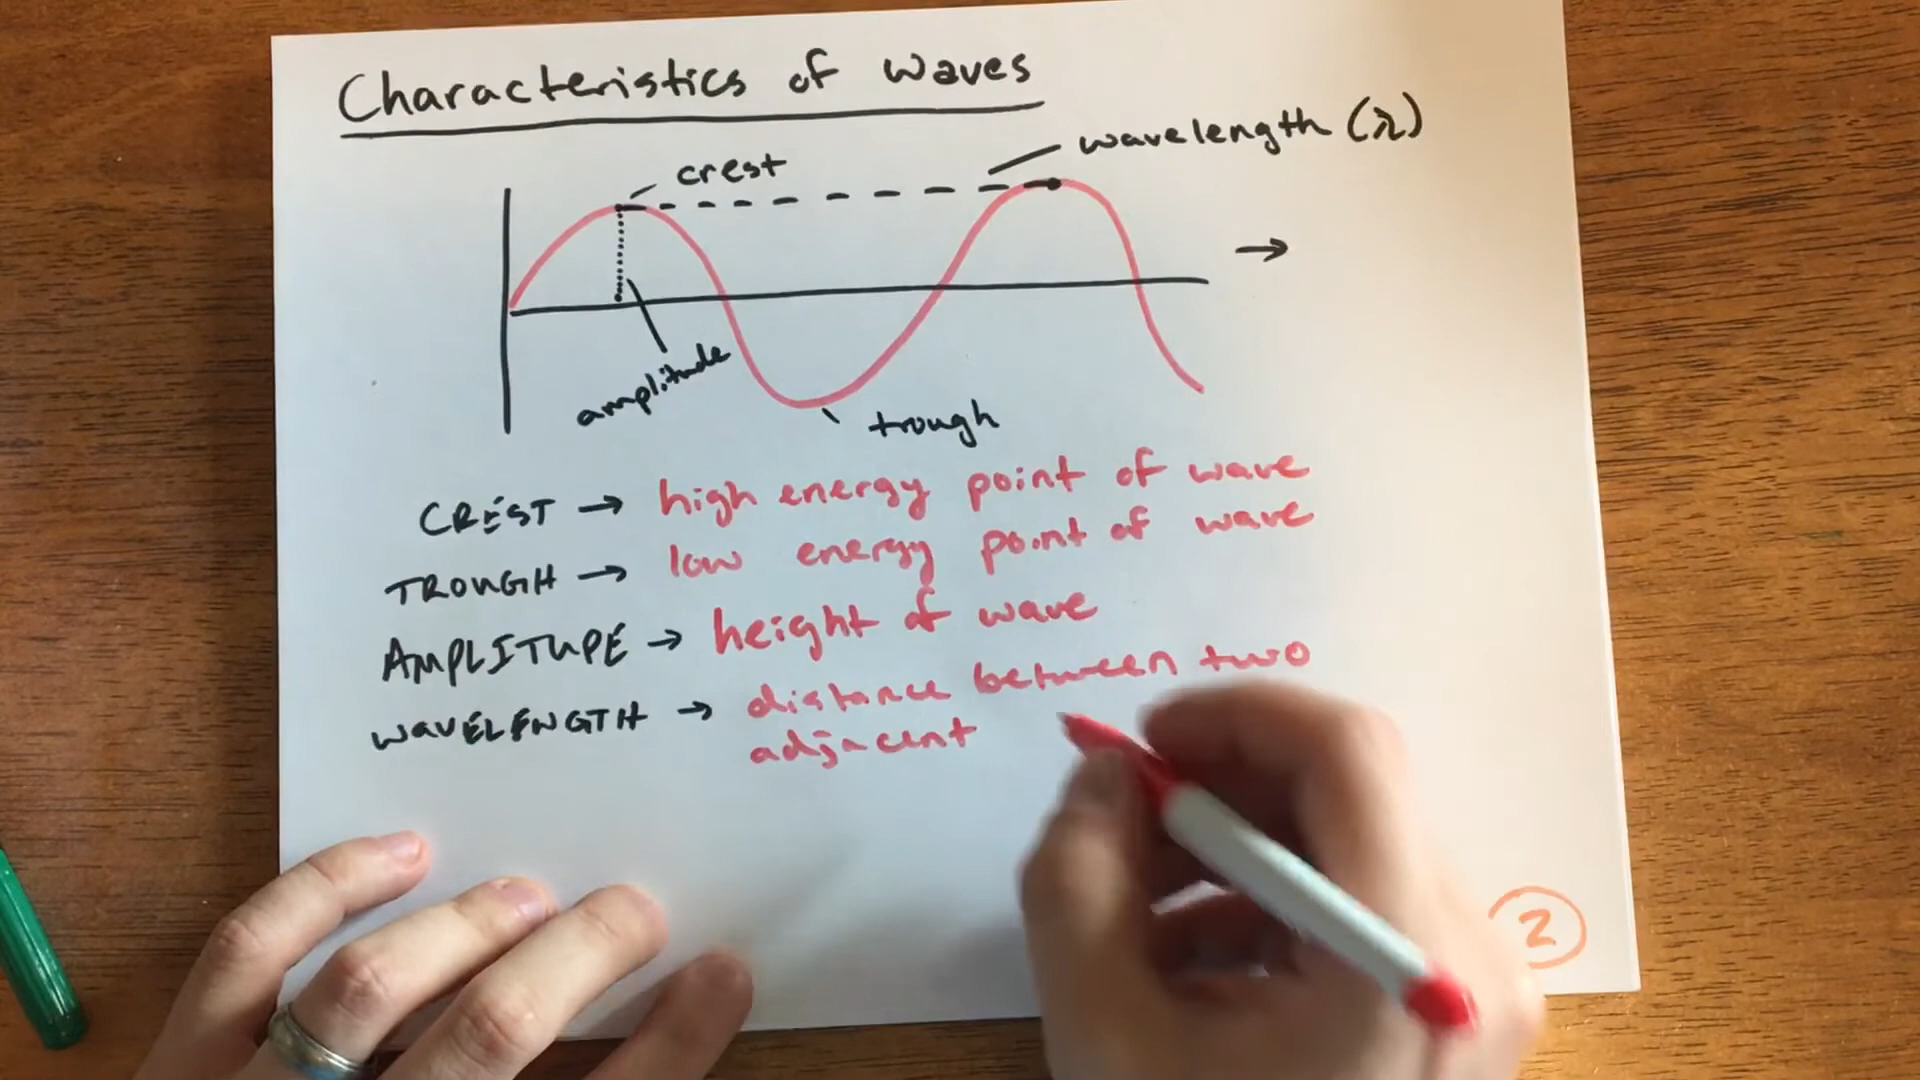 Characteristics of waves
wavelength (λ)
crest
amplitude
trough
CREST → high energy point of wave
TROUGH → low energy point of wave
AMPLITUDE → height of wave
WAVELENGTH → distance between two
adjacent
2